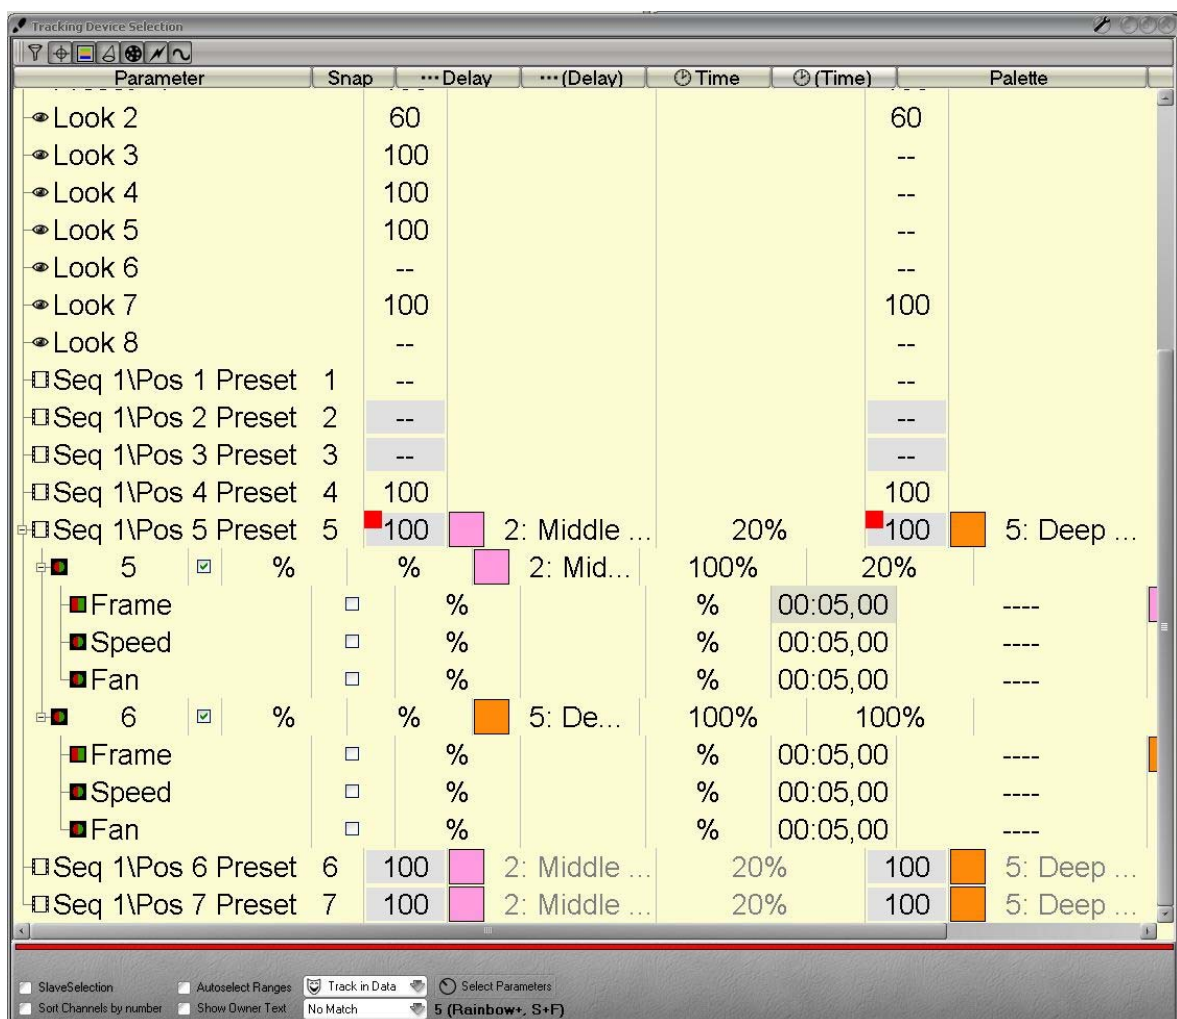 Tracking Device Selection
Parameter Snap ...Delay ...(Delay) Time (Time) Palette
Look 2 60 60
Look 3 100 --
Look 4 100 --
Look 5 100 --
Look 6 -- --
Look 7 100 100
Look 8 -- --
Seq 1\Pos 1 Preset 1 -- --
Seq 1\Pos 2 Preset 2 -- --
Seq 1\Pos 3 Preset 3 -- --
Seq 1\Pos 4 Preset 4 100 100
Seq 1\Pos 5 Preset 5 100 2: Middle ... 20% 100 5: Deep ...
5 % % 2: Mid... 100% 20%
Frame % % 00:05,00 ----
Speed % % 00:05,00 ----
Fan % % 00:05,00 ----
6 % % 5: De... 100% 100%
Frame % % 00:05,00 ----
Speed % % 00:05,00 ----
Fan % % 00:05,00 ----
Seq 1\Pos 6 Preset 6 100 2: Middle ... 20% 100 5: Deep ...
Seq 1\Pos 7 Preset 7 100 2: Middle ... 20% 100 5: Deep ...
SlaveSelection Autoselect Ranges Track in Data Select Parameters
Sort Channels by number Show Owner Text No Match 5 (Rainbow+, S+F)